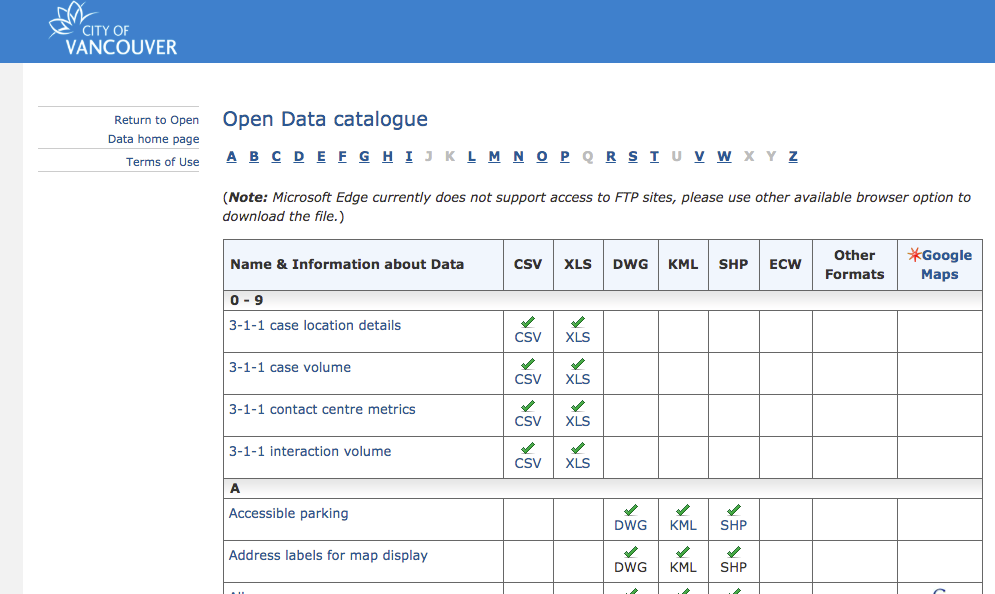 CITY OF
VANCOUVER
Return to Open
Data home page
Terms of Use
Open Data catalogue
A B C D E F G H I J K L M N O P Q R S T U V W X Y Z
(Note: Microsoft Edge currently does not support access to FTP sites, please use other available browser option to
download the file.)
Name & Information about Data CSV XLS DWG KML SHP ECW Other Formats Google Maps
0 - 9
3-1-1 case location details CSV XLS
3-1-1 case volume CSV XLS
3-1-1 contact centre metrics CSV XLS
3-1-1 interaction volume CSV XLS
A
Accessible parking DWG KML SHP
Address labels for map display DWG KML SHP